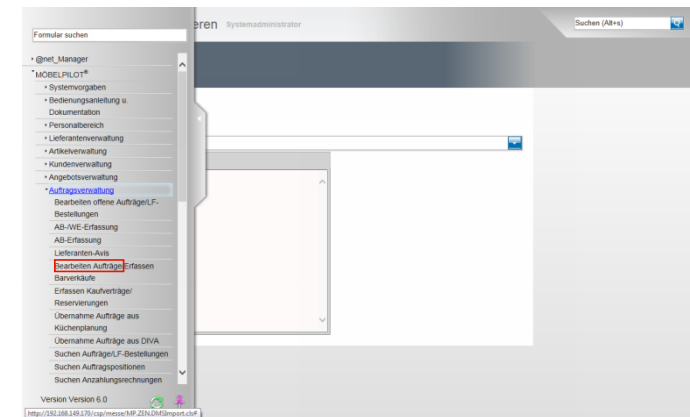 eren Systemadministrator
Suchen (Alt+s)
Formular suchen
@net_Manager
MÖBELPILOT®
Systemvorgaben
Bedienungsanleitung u.
Dokumentation
Personalbereich
Lieferantenverwaltung
Artikelverwaltung
Kundenverwaltung
Angebotsverwaltung
Auftragsverwaltung
Bearbeiten offene Aufträge/LF-
Bestellungen
AB-/WE-Erfassung
AB-Erfassung
Lieferanten-Avis
Bearbeiten Aufträge/Erfassen
Barverkäufe
Erfassen Kaufverträge/
Reservierungen
Übernahme Aufträge aus
Küchenplanung
Übernahme Aufträge aus DIVA
Suchen Aufträge/LF-Bestellungen
Suchen Auftragspositionen
Suchen Anzahlungsrechnungen
Version Version 6.0
http://192.168.149.170/csp/messe/MP.ZEN.DMSImport.cls#